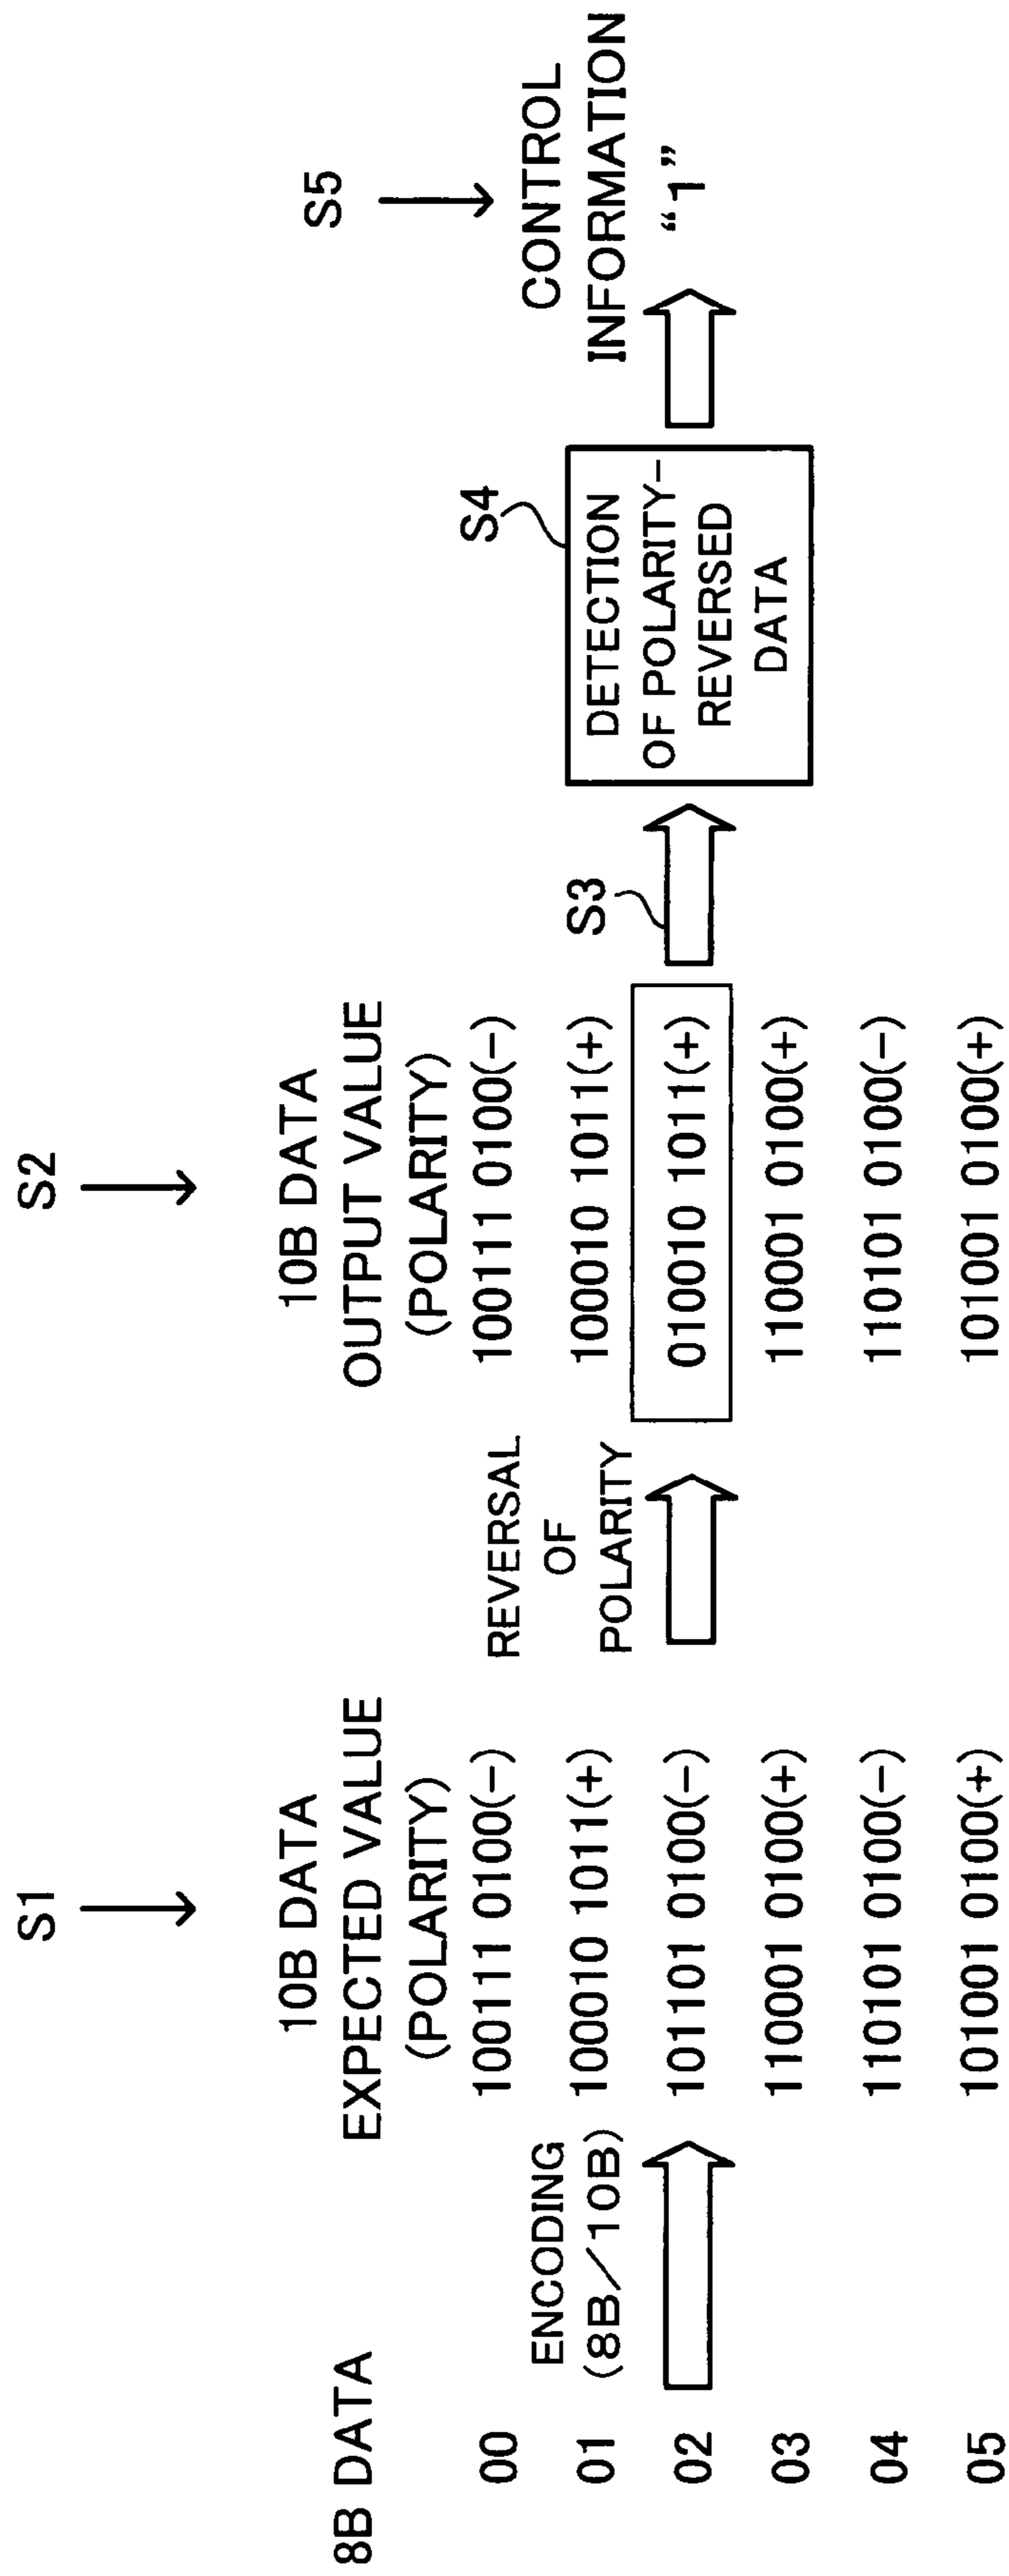 S1
S2
8B DATA
10B DATA
EXPECTED VALUE
(POLARITY)
10B DATA
OUTPUT VALUE
(POLARITY)
S5
CONTROL
INFORMATION
“1”
ENCODING
(8B/10B)
REVERSAL
OF
POLARITY
S3
S4
DETECTION
OF POLARITY-
REVERSED
DATA
00 100111 0100(-) 100111 0100(-)
01 100010 1011(+) 100010 1011(+)
02 101101 0100(-) 010010 1011(+)
03 110001 0100(+) 110001 0100(+)
04 110101 0100(-) 110101 0100(-)
05 101001 0100(+) 101001 0100(+)